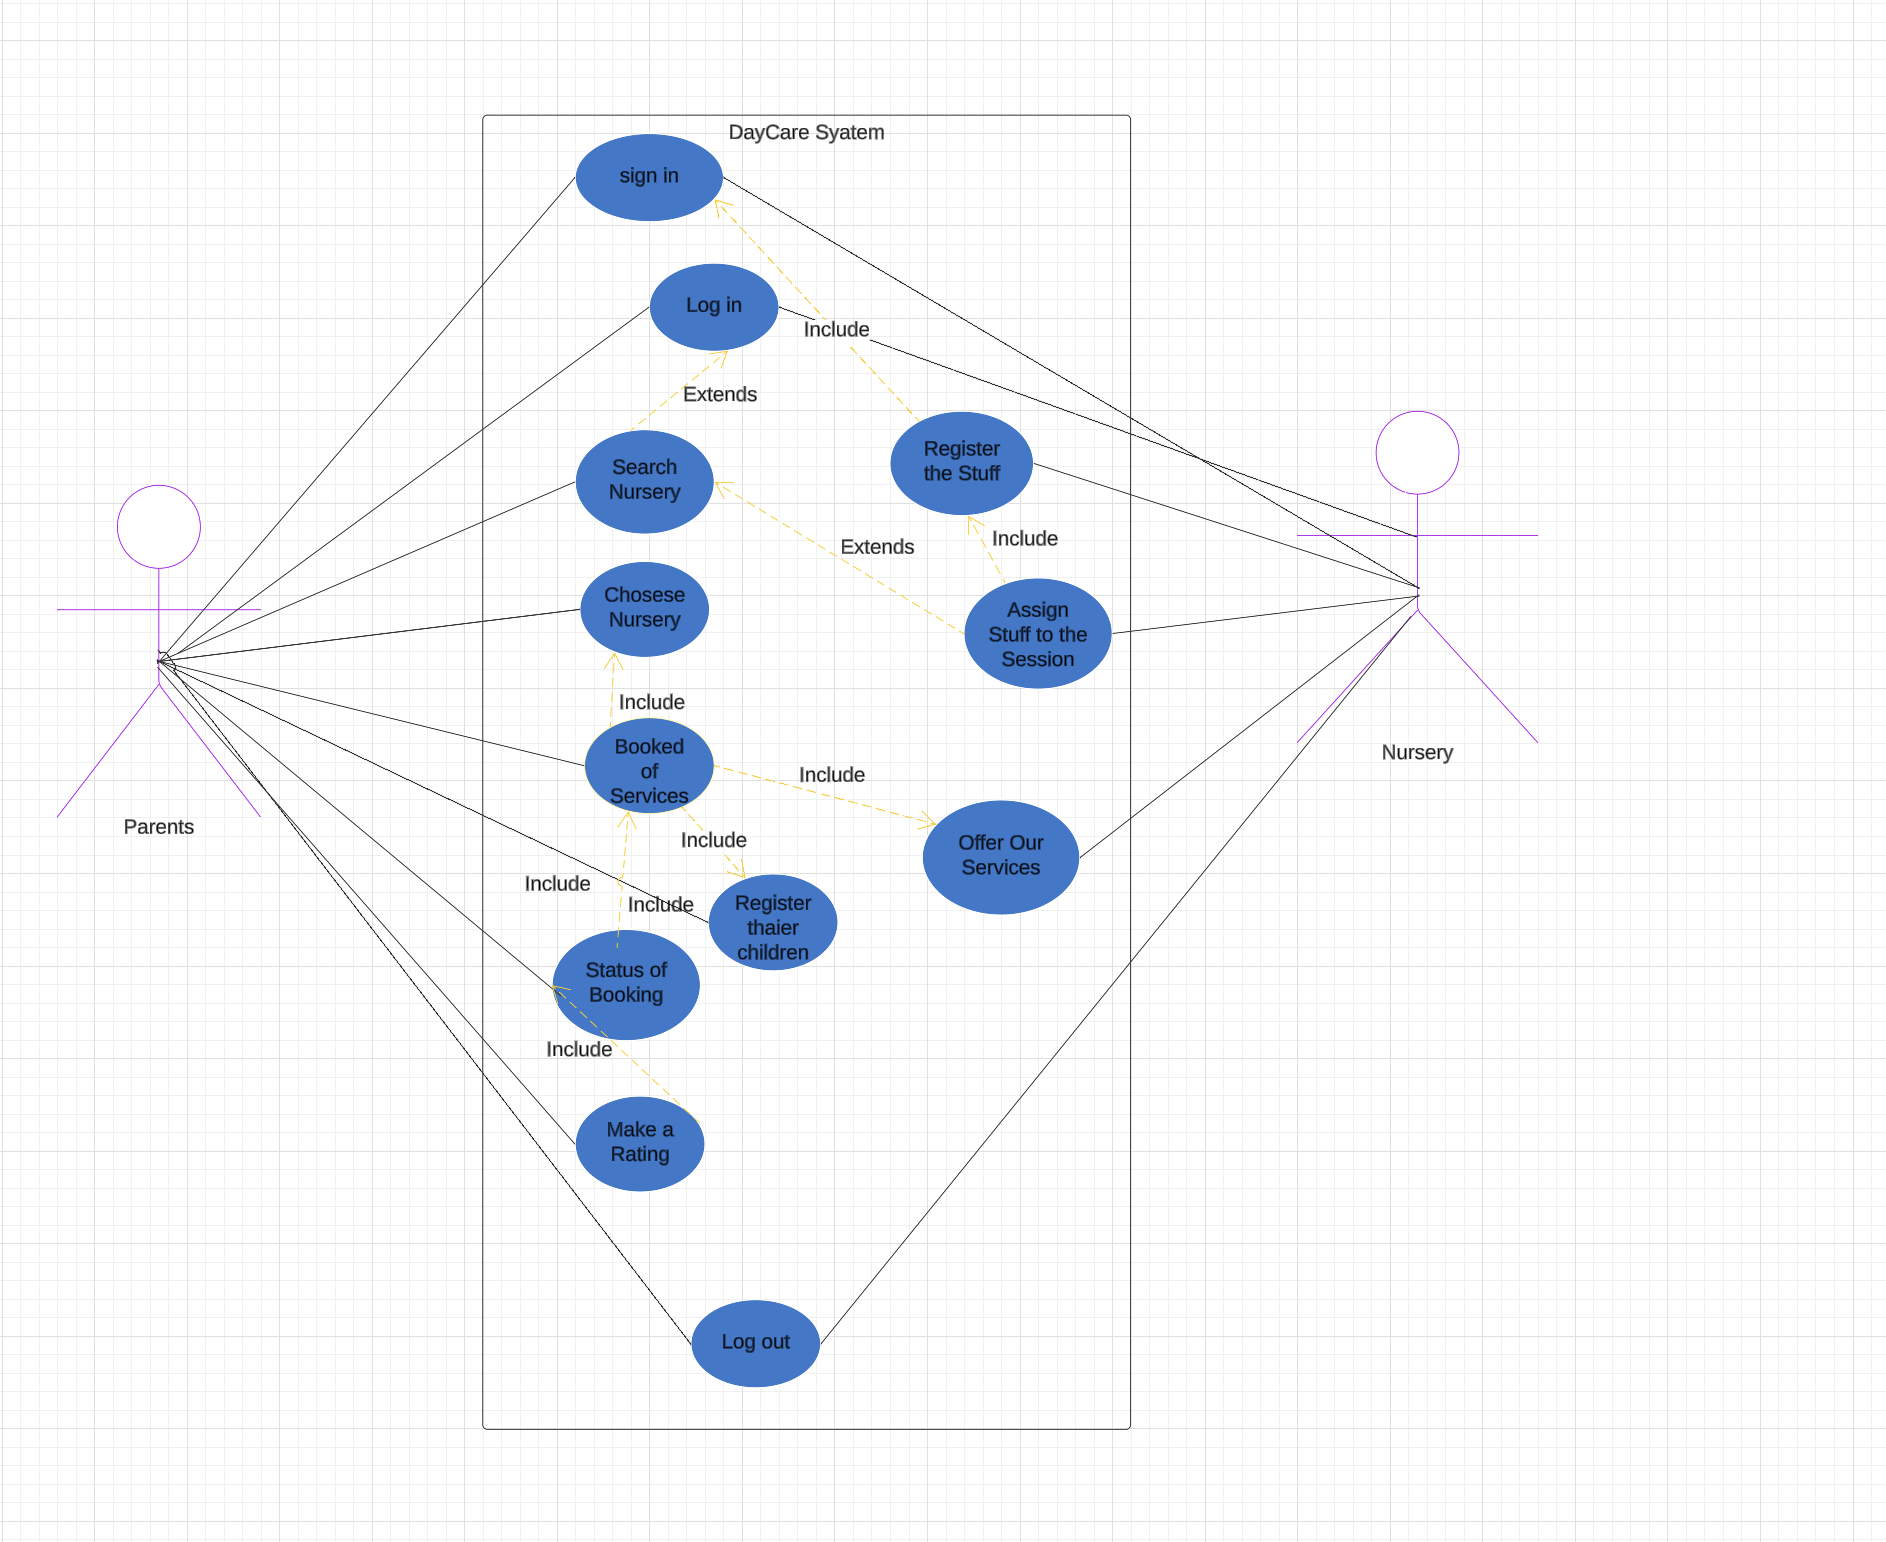 DayCare Syatem
sign in
Log in
Include
Extends
Search
Nursery
Register
the Stuff
Extends
Include
Chosese
Nursery
Assign
Stuff to the
Session
Include
Booked
of
Services
Include
Include
Offer Our
Services
Include
Include
Register
thaier
children
Status of
Booking
Include
Make a
Rating
Log out
Parents
Nursery